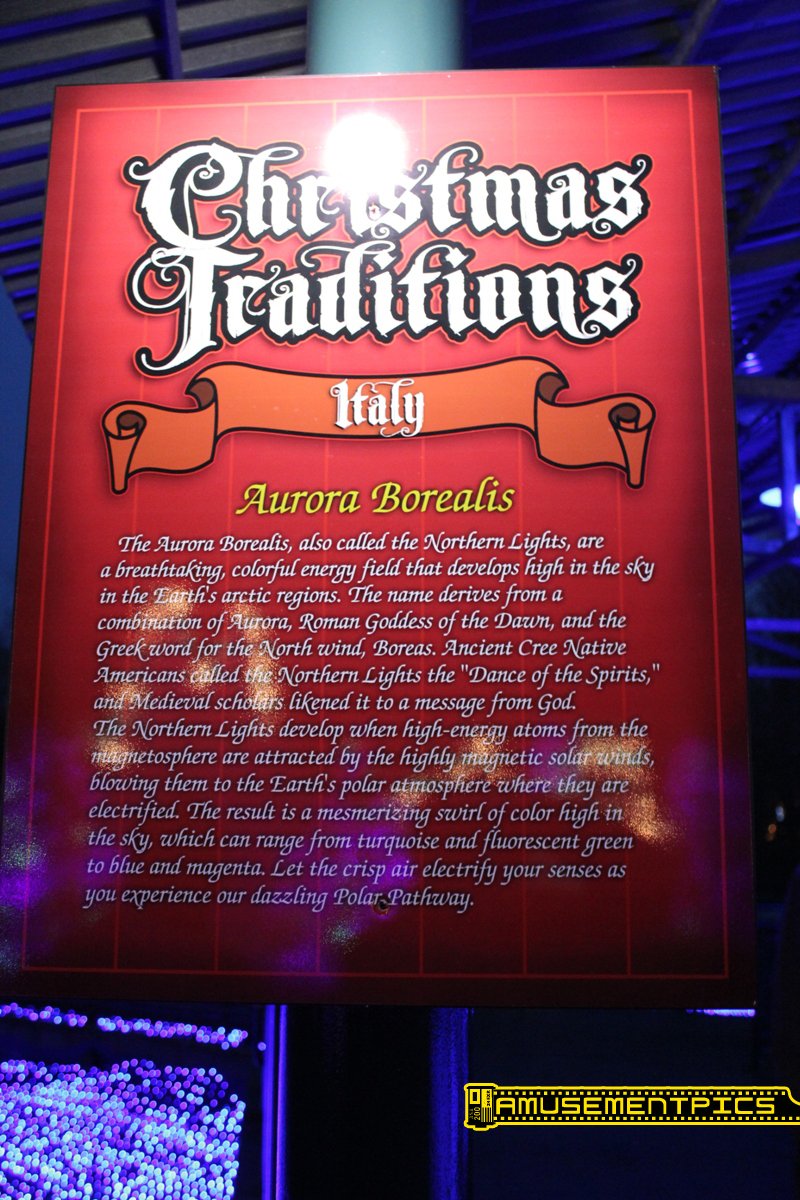 Christmas
Traditions
Italy
Aurora Borealis
The Aurora Borealis, also called the Northern Lights, are
a breathtaking, colorful energy field that develops high in the sky
in the Earth's arctic regions. The name derives from a
combination of Aurora, Roman Goddess of the Dawn, and the
Greek word for the North wind, Boreas. Ancient Cree Native
Americans called the Northern Lights the "Dance of the Spirits,"
and Medieval scholars likened it to a message from God.
The Northern Lights develop when high-energy atoms from the
magnetosphere are attracted by the highly magnetic solar winds,
blowing them to the Earth's polar atmosphere where they are
electrified. The result is a mesmerizing swirl of color high in
the sky, which can range from turquoise and fluorescent green
to blue and magenta. Let the crisp air electrify your senses as
you experience our dazzling Polar Pathway.
AMUSEMENTPICS